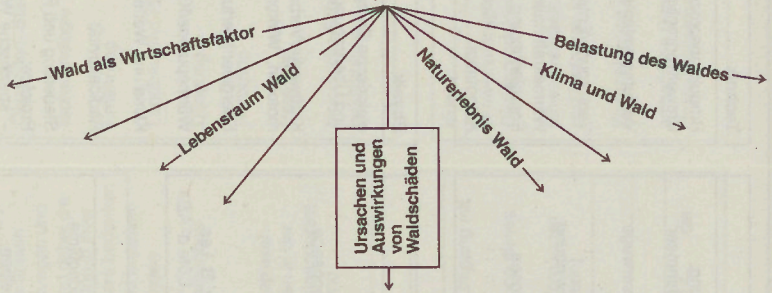 Wald als Wirtschaftsfaktor
Lebensraum Wald
Ursachen und
Auswirkungen
von
Waldschäden
Naturerlebnis Wald
Klima und Wald
Belastung des Waldes